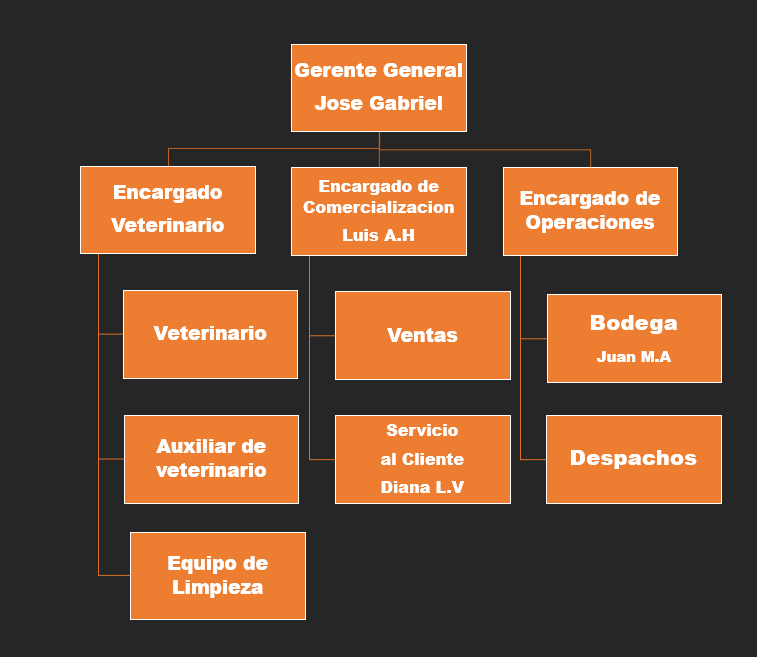 Gerente General
Jose Gabriel
Encargado
Veterinario
Encargado de
Comercializacion
Luis A.H
Encargado de
Operaciones
Veterinario
Ventas
Bodega
Juan M.A
Auxiliar de
veterinario
Servicio
al Cliente
Diana L.V
Despachos
Equipo de
Limpieza